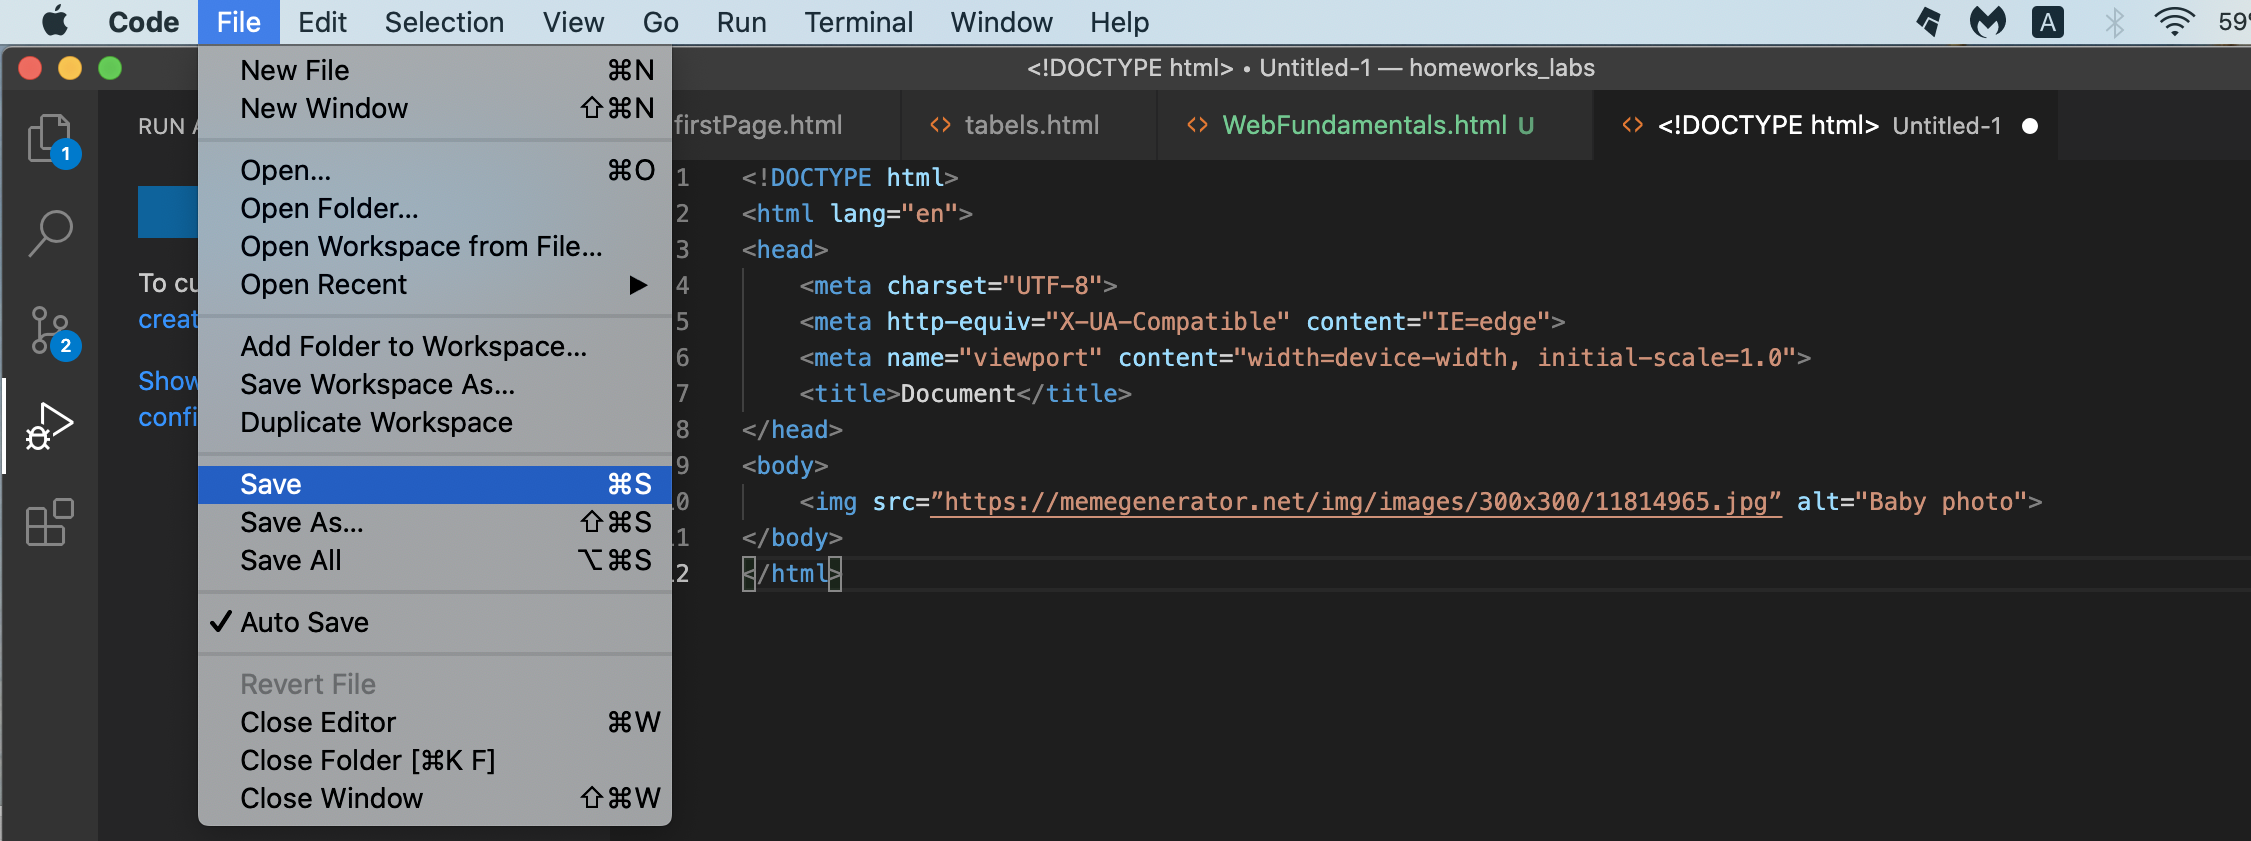 Code File Edit Selection View Go Run Terminal Window Help A 59%
<!DOCTYPE html> • Untitled-1 — homeworks_labs
New File ⌘N
New Window ⇧⌘N
Open... ⌘O
Open Folder...
Open Workspace from File...
Open Recent ▶
Add Folder to Workspace...
Save Workspace As...
Duplicate Workspace
Save ⌘S
Save As... ⇧⌘S
Save All ⌥⌘S
✓ Auto Save
Revert File
Close Editor ⌘W
Close Folder [⌘K F]
Close Window ⇧⌘W
1
2
RUN
To cu
creat
Show
confi
firstPage.html <> tabels.html <> WebFundamentals.html U <> <!DOCTYPE html> Untitled-1 ●
1 <!DOCTYPE html>
2 <html lang="en">
3 <head>
4 <meta charset="UTF-8">
5 <meta http-equiv="X-UA-Compatible" content="IE=edge">
6 <meta name="viewport" content="width=device-width, initial-scale=1.0">
7 <title>Document</title>
8 </head>
9 <body>
10 <img src=”https://memegenerator.net/img/images/300x300/11814965.jpg” alt="Baby photo">
11 </body>
12 </html>